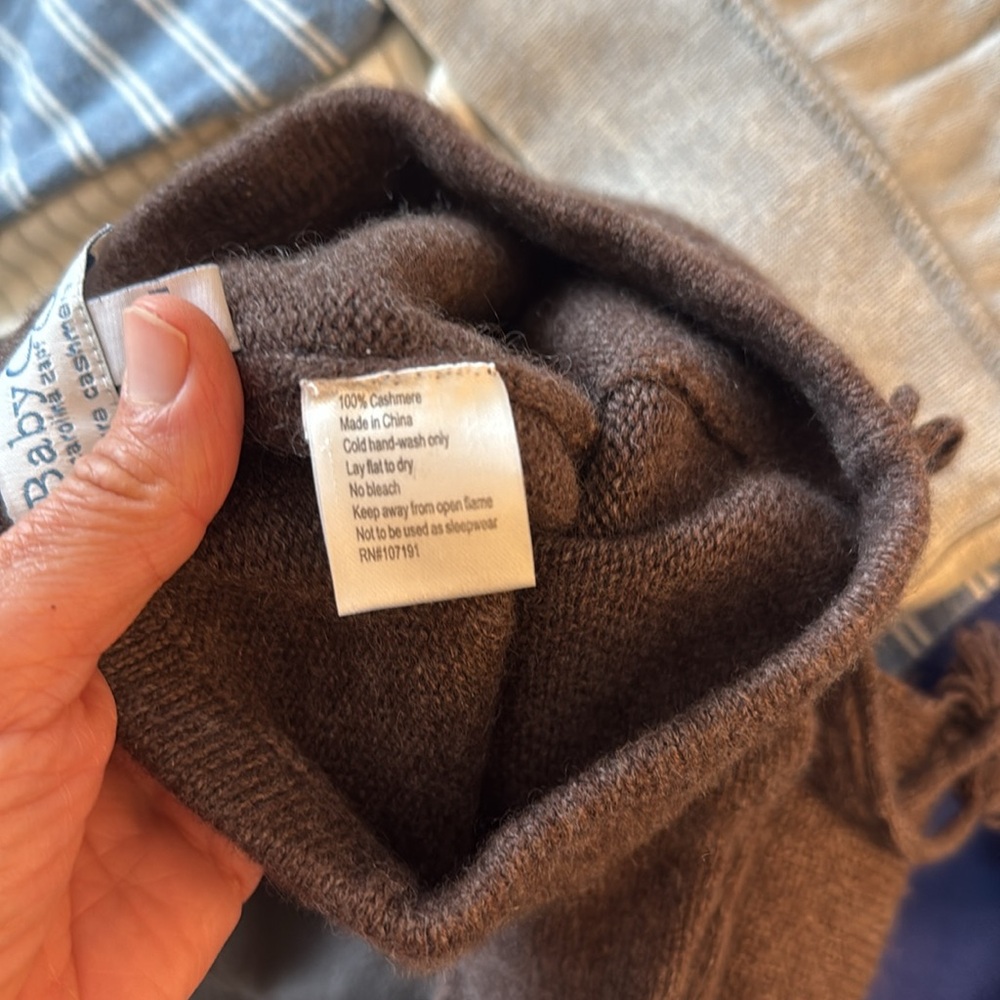 Baby
cashmere
100% Cashmere
Made in China
Cold hand-wash only
Lay flat to dry
No bleach
Keep away from open flame
Not to be used as sleepwear
RN#107191